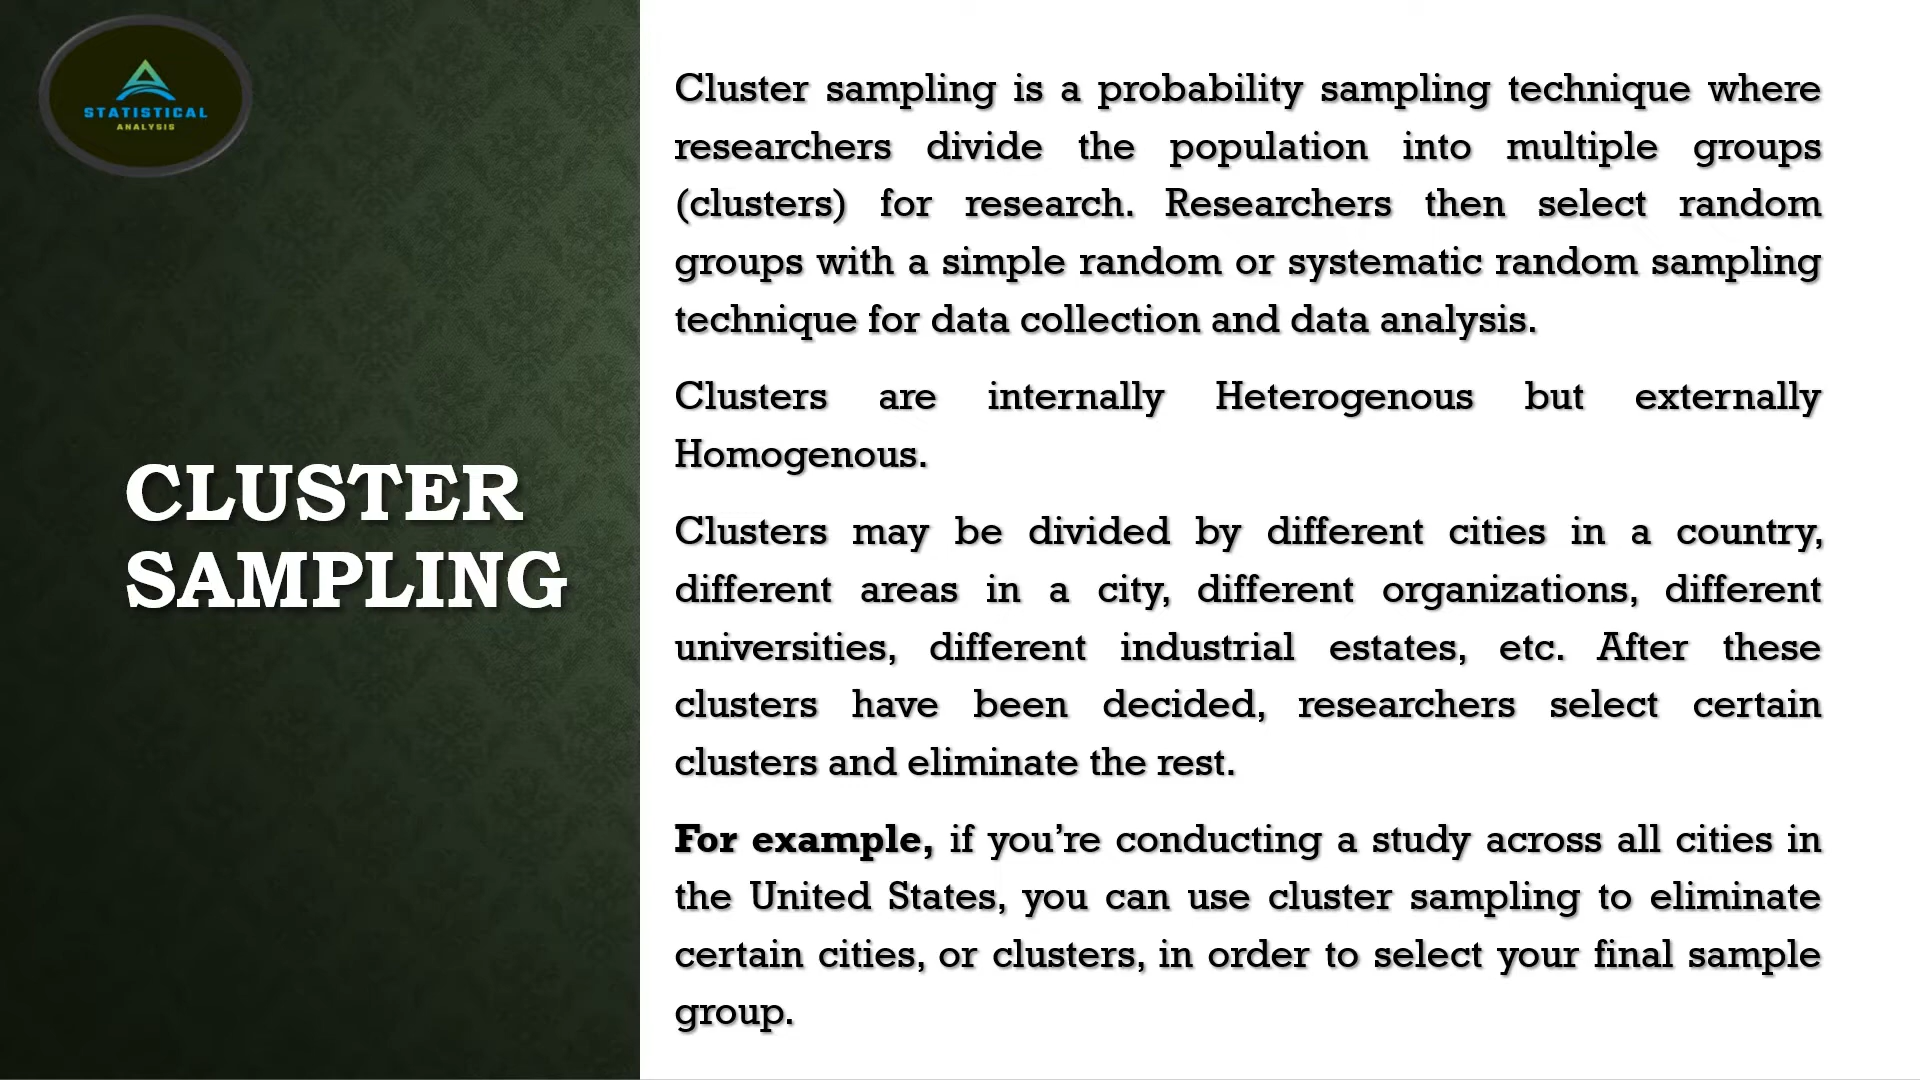 STATISTICAL
ANALYSIS
CLUSTER
SAMPLING
Cluster sampling is a probability sampling technique where
researchers divide the population into multiple groups
(clusters) for research. Researchers then select random
groups with a simple random or systematic random sampling
technique for data collection and data analysis.
Clusters are internally Heterogenous but externally
Homogenous.
Clusters may be divided by different cities in a country,
different areas in a city, different organizations, different
universities, different industrial estates, etc. After these
clusters have been decided, researchers select certain
clusters and eliminate the rest.
For example, if you’re conducting a study across all cities in
the United States, you can use cluster sampling to eliminate
certain cities, or clusters, in order to select your final sample
group.